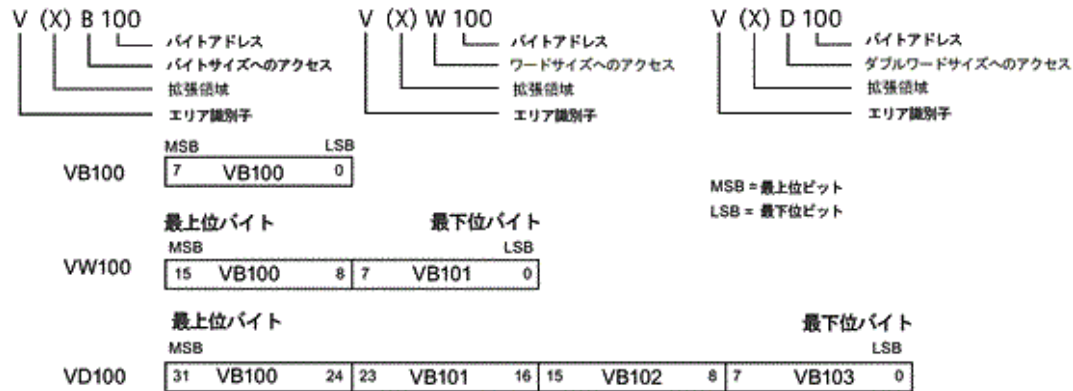 V (X) B 100 V (X) W 100 V (X) D 100
バイトアドレス バイトアドレス バイトアドレス
バイトサイズへのアクセス ワードサイズへのアクセス ダブルワードサイズへのアクセス
拡張領域 拡張領域 拡張領域
エリア識別子 エリア識別子 エリア識別子
MSB LSB
VB100 7 VB100 0
MSB = 最上位ビット
LSB = 最下位ビット
最上位バイト 最下位バイト
MSB LSB
VW100 15 VB100 8 7 VB101 0
最上位バイト 最下位バイト
MSB LSB
VD100 31 VB100 24 23 VB101 16 15 VB102 8 7 VB103 0